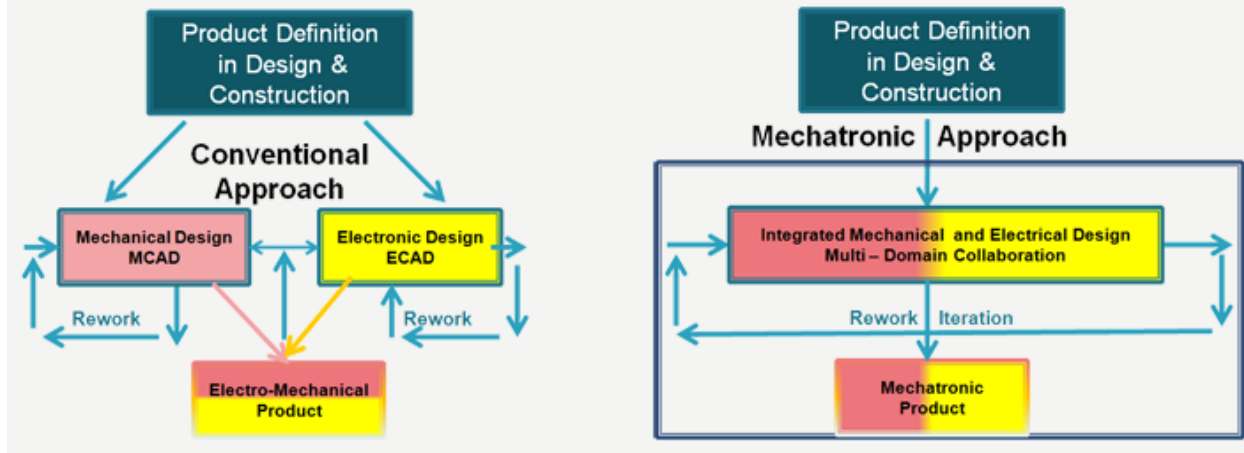 Product Definition
in Design &
Construction
Conventional
Approach
Mechanical Design
MCAD
Electronic Design
ECAD
Rework
Rework
Electro-Mechanical
Product
Product Definition
in Design &
Construction
Mechatronic Approach
Integrated Mechanical and Electrical Design
Multi – Domain Collaboration
Rework Iteration
Mechatronic
Product